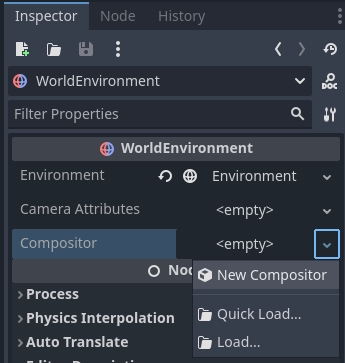 Inspector Node History
WorldEnvironment DOC
Filter Properties
WorldEnvironment
Environment Environment
Camera Attributes <empty>
Compositor <empty>
New Compositor
Process
Quick Load...
Physics Interpolation
Auto Translate Load...